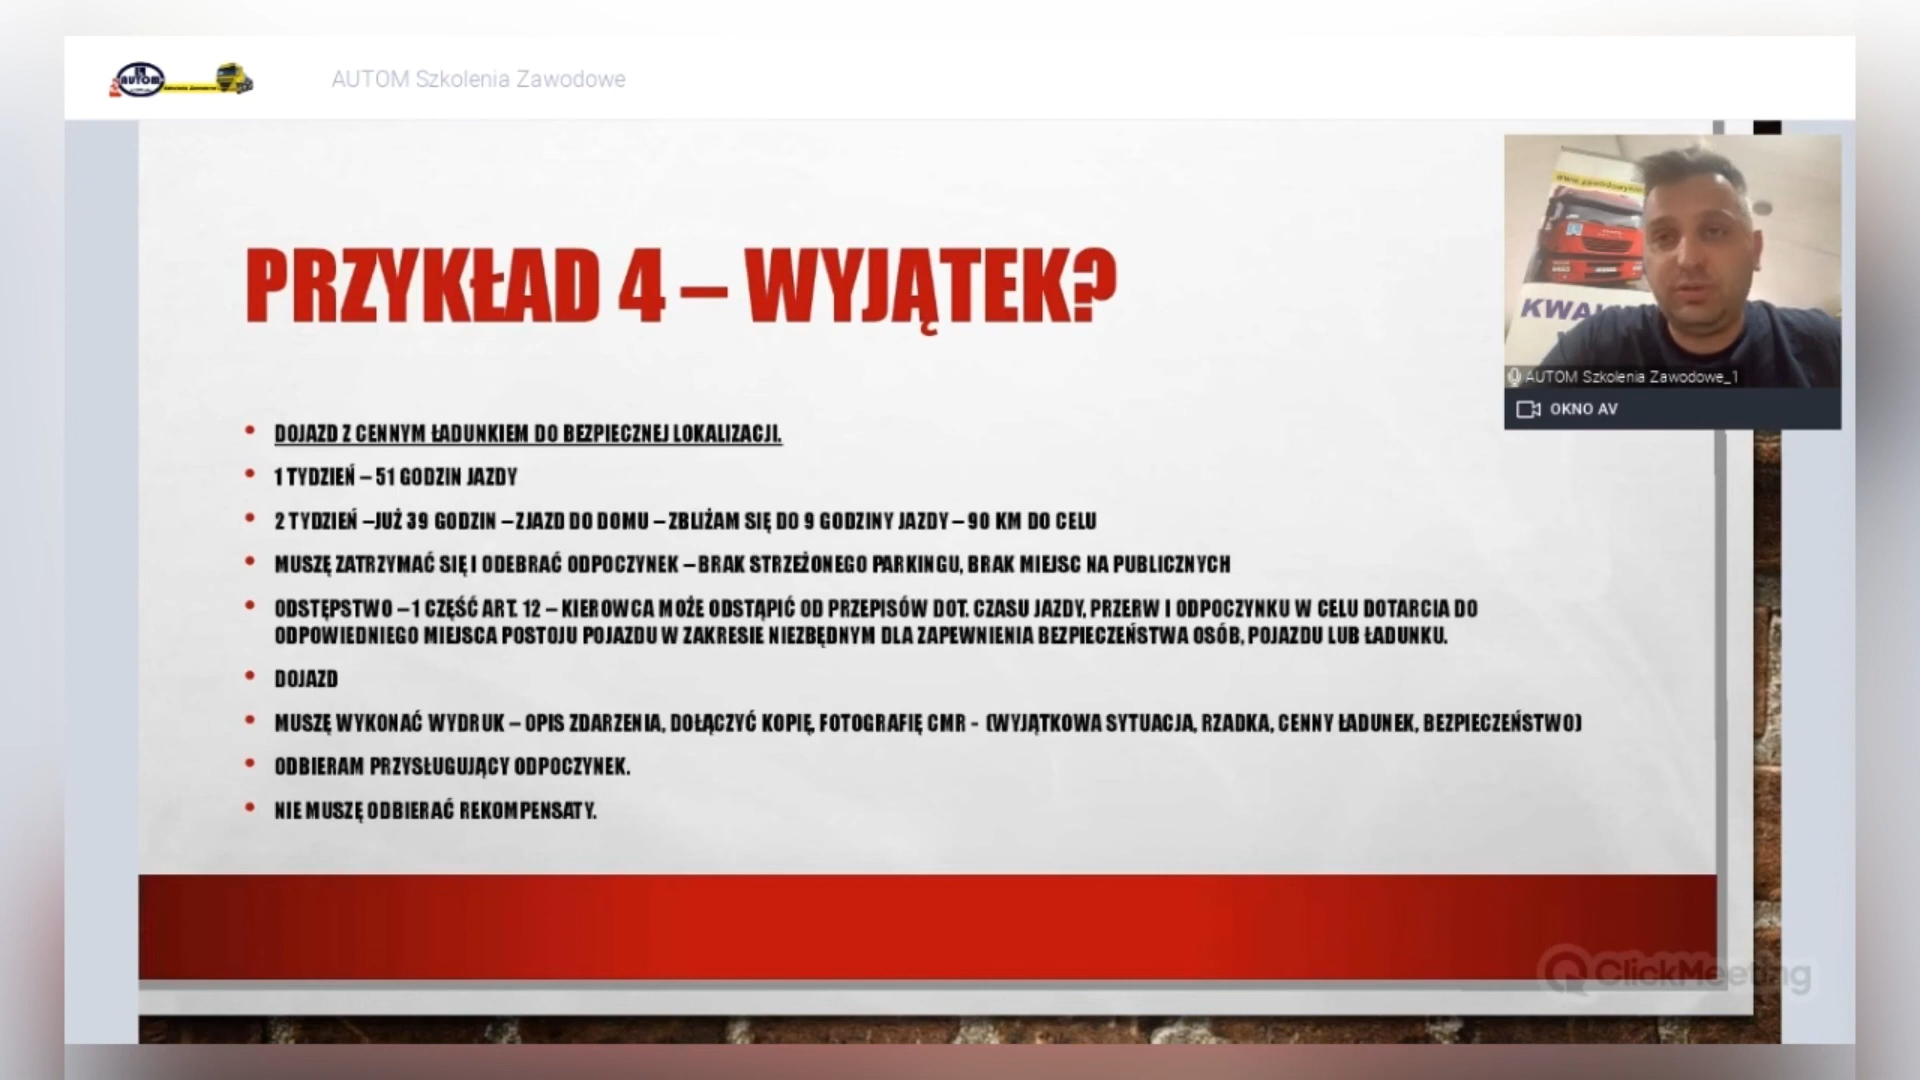 AUTOM
AUTOM Szkolenia Zawodowe
PRZYKŁAD 4 – WYJĄTEK?
• DOJAZD Z CENNYM ŁADUNKIEM DO BEZPIECZNEJ LOKALIZACJI.
• 1 TYDZIEŃ – 51 GODZIN JAZDY
• 2 TYDZIEŃ –JUŻ 39 GODZIN – ZJAZD DO DOMU – ZBLIŻAM SIĘ DO 9 GODZINY JAZDY – 90 KM DO CELU
• MUSZĘ ZATRZYMAĆ SIĘ I ODEBRAĆ ODPOCZYNEK – BRAK STRZEŻONEGO PARKINGU, BRAK MIEJSC NA PUBLICZNYCH
• ODSTĘPSTWO – 1 CZĘŚĆ ART. 12 – KIEROWCA MOŻE ODSTĄPIĆ OD PRZEPISÓW DOT. CZASU JAZDY, PRZERW I ODPOCZYNKU W CELU DOTARCIA DO
ODPOWIEDNIEGO MIEJSCA POSTOJU POJAZDU W ZAKRESIE NIEZBĘDNYM DLA ZAPEWNIENIA BEZPIECZEŃSTWA OSÓB, POJAZDU LUB ŁADUNKU.
• DOJAZD
• MUSZĘ WYKONAĆ WYDRUK – OPIS ZDARZENIA, DOŁĄCZYĆ KOPIĘ, FOTOGRAFIĘ CMR - (WYJĄTKOWA SYTUACJA, RZADKA, CENNY ŁADUNEK, BEZPIECZEŃSTWO)
• ODBIERAM PRZYSŁUGUJĄCY ODPOCZYNEK.
• NIE MUSZĘ ODBIERAĆ REKOMPENSATY.
AUTOM Szkolenia Zawodowe_1
OKNO AV
ClickMeeting